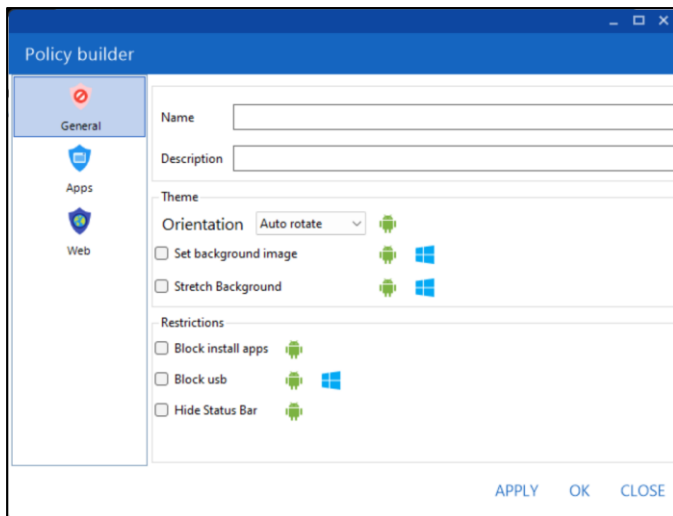 Policy builder
General
Apps
Web
Name
Description
Theme
Orientation Auto rotate
Set background image
Stretch Background
Restrictions
Block install apps
Block usb
Hide Status Bar
APPLY OK CLOSE